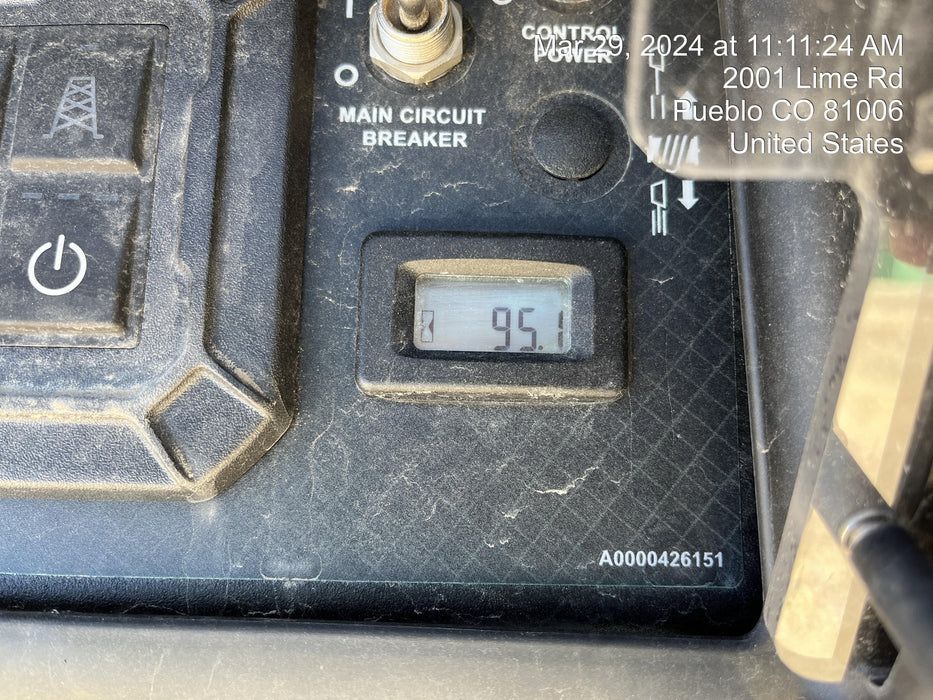 I
O
MAIN CIRCUIT
BREAKER
CONTROL
POWER
Mar 29, 2024 at 11:11:24 AM
2001 Lime Rd
Pueblo CO 81006
United States
95.1
A0000426151